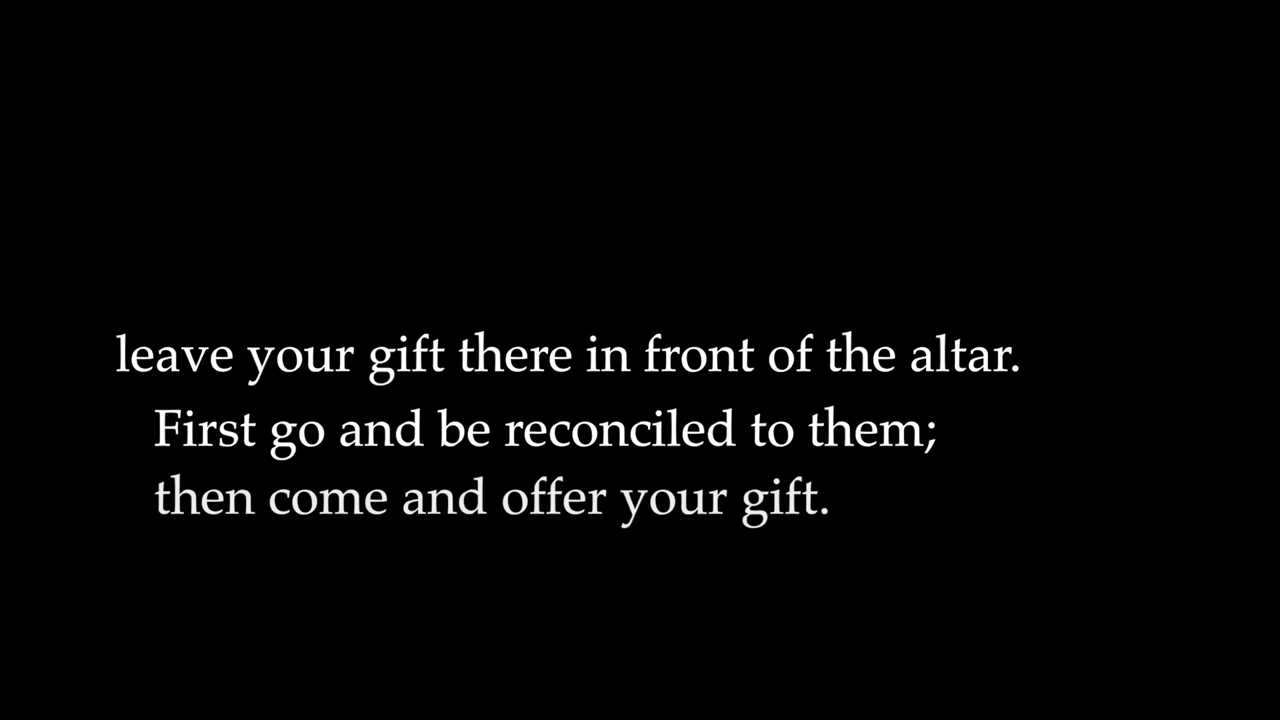 leave your gift there in front of the altar.
First go and be reconciled to them;
then come and offer your gift.